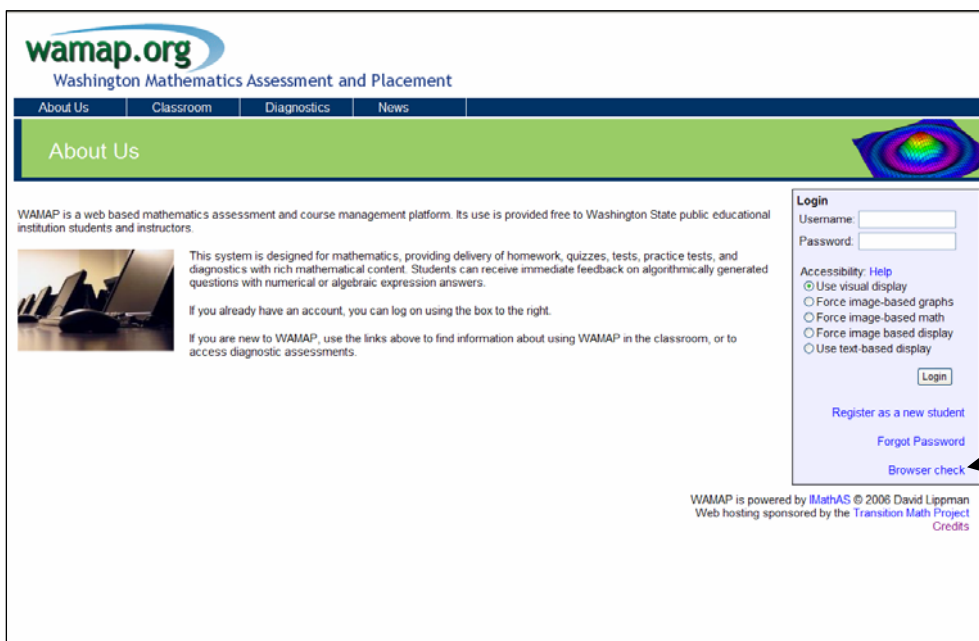 wamap.org
Washington Mathematics Assessment and Placement
About Us Classroom Diagnostics News
About Us
WAMAP is a web based mathematics assessment and course management platform. Its use is provided free to Washington State public educational
institution students and instructors.
This system is designed for mathematics, providing delivery of homework, quizzes, tests, practice tests, and
diagnostics with rich mathematical content. Students can receive immediate feedback on algorithmically generated
questions with numerical or algebraic expression answers.
If you already have an account, you can log on using the box to the right.
If you are new to WAMAP, use the links above to find information about using WAMAP in the classroom, or to
access diagnostic assessments.
Login
Username:
Password:
Accessibility: Help
Use visual display
Force image-based graphs
Force image-based math
Force image based display
Use text-based display
Login
Register as a new student
Forgot Password
Browser check
WAMAP is powered by IMathAS © 2006 David Lippman
Web hosting sponsored by the Transition Math Project
Credits